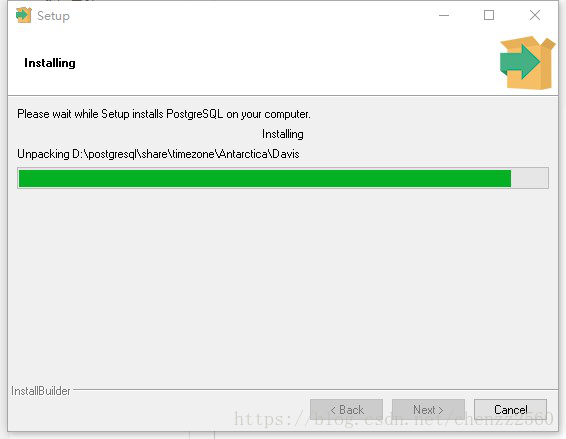 Setup
Installing
Please wait while Setup installs PostgreSQL on your computer.
Installing
Unpacking D:\postgresql\share\timezone\Antarctica\Davis
InstallBuilder
< Back
Next >
Cancel
https://blog.csdn.net/chenzz2560